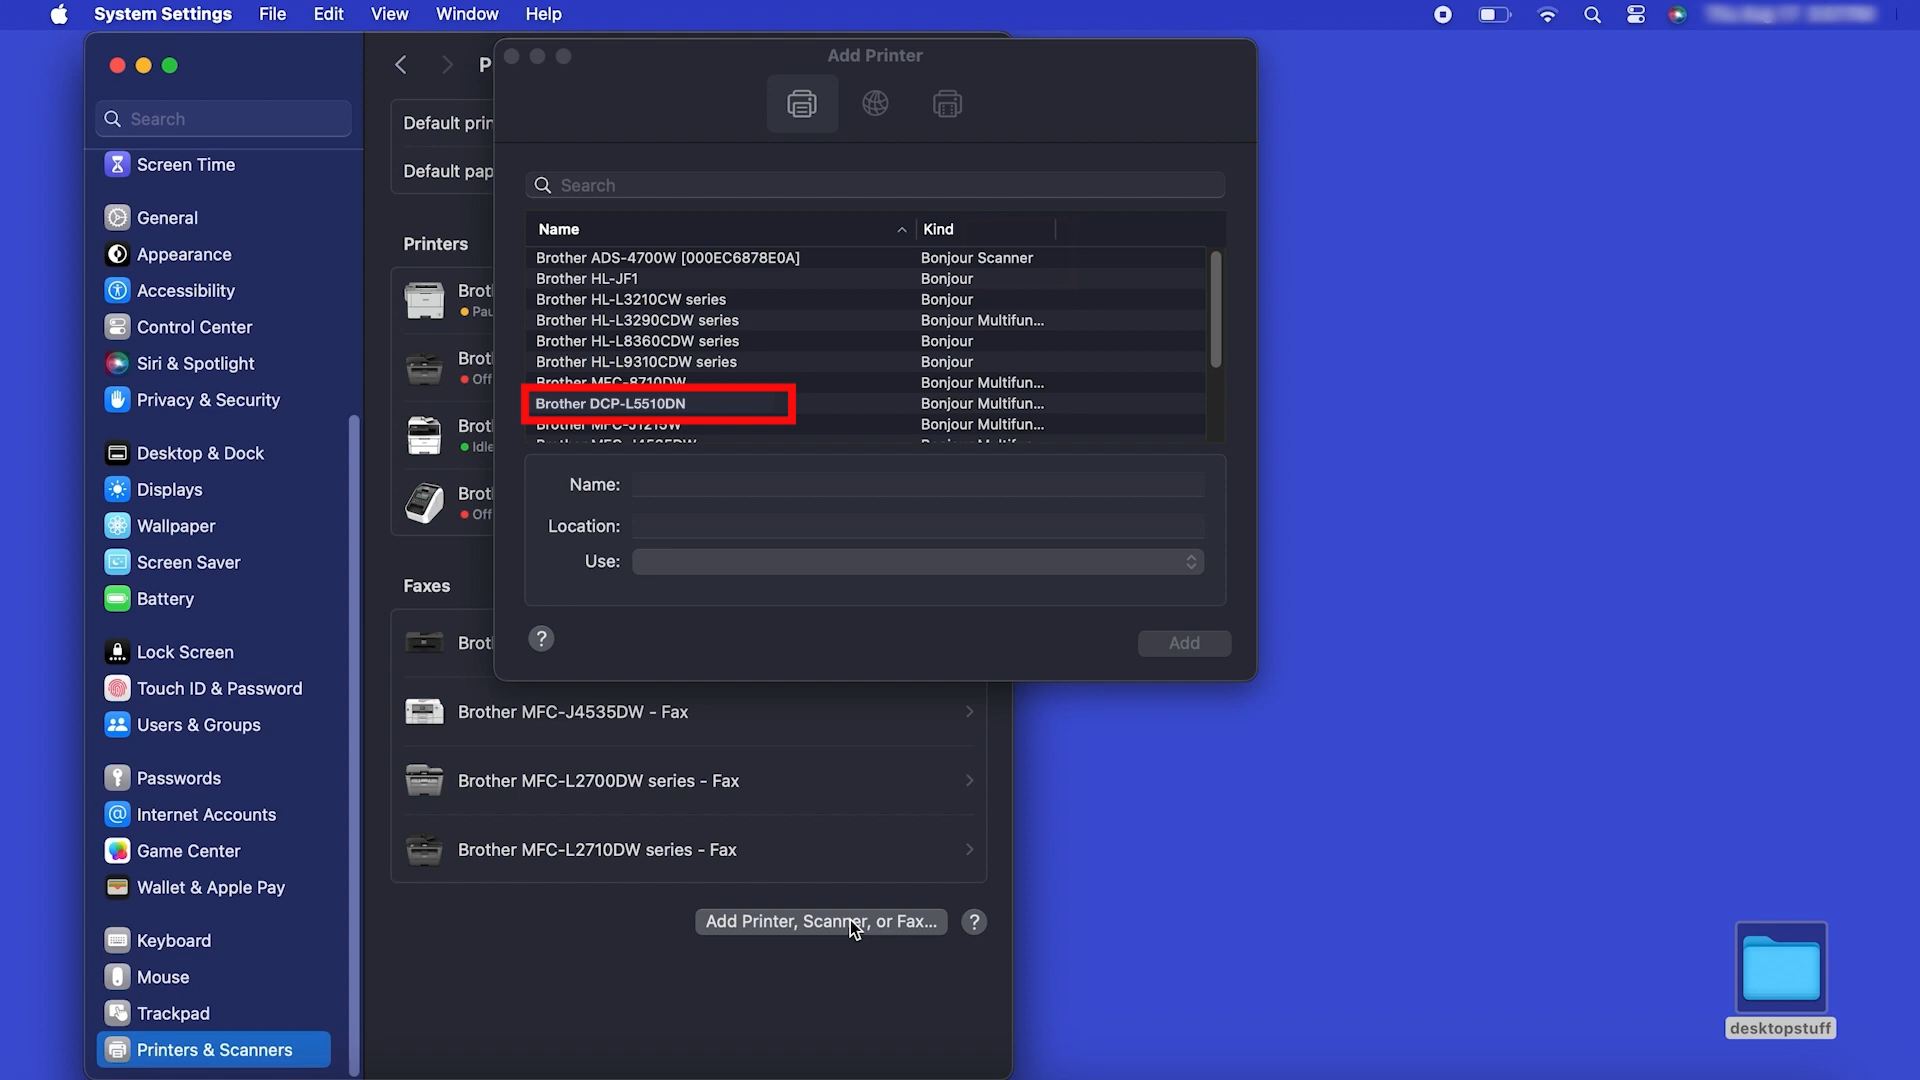 System Settings File Edit View Window Help
Search
Screen Time
General
Appearance
Accessibility
Control Center
Siri & Spotlight
Privacy & Security
Desktop & Dock
Displays
Wallpaper
Screen Saver
Battery
Lock Screen
Touch ID & Password
Users & Groups
Passwords
Internet Accounts
Game Center
Wallet & Apple Pay
Keyboard
Mouse
Trackpad
Printers & Scanners
P
Default prin
Default pap
Printers
Brot
Pau
Brot
Off
Brot
Idle
Brot
Off
Faxes
Brot
Brother MFC-J4535DW - Fax
Brother MFC-L2700DW series - Fax
Brother MFC-L2710DW series - Fax
Add Printer, Scanner, or Fax... ?
Add Printer
Search
Name Kind
Brother ADS-4700W [000EC6878E0A] Bonjour Scanner
Brother HL-JF1 Bonjour
Brother HL-L3210CW series Bonjour
Brother HL-L3290CDW series Bonjour Multifun...
Brother HL-L8360CDW series Bonjour
Brother HL-L9310CDW series Bonjour
Brother MFC-8710DW Bonjour Multifun...
Brother DCP-L5510DN Bonjour Multifun...
Brother MFC-J1215W Bonjour Multifun...
Name:
Location:
Use:
? Add
desktopstuff